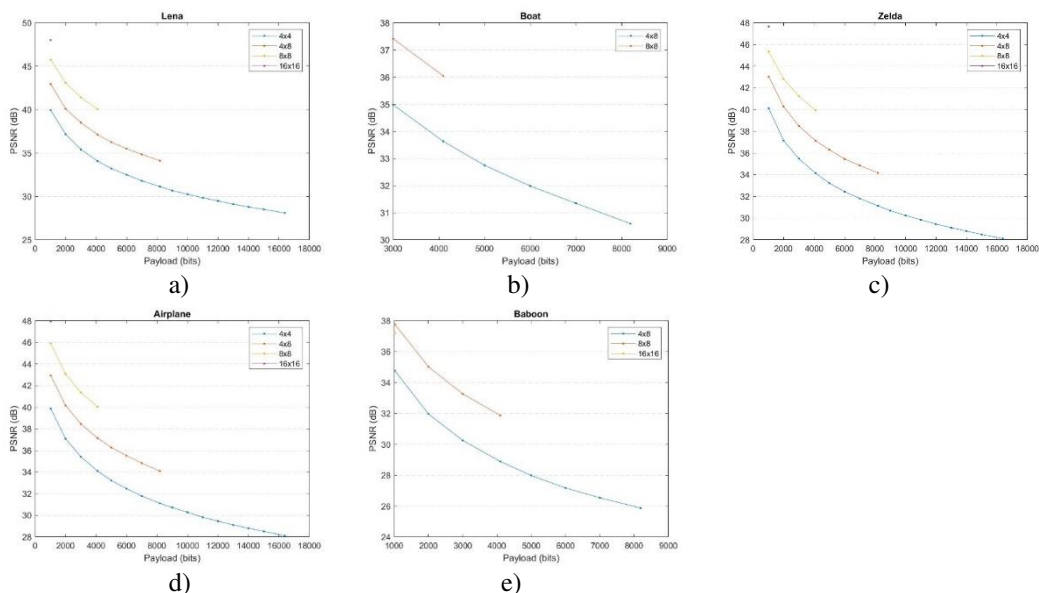 Lena
50
45
40
35
30
25
PSNR (dB)
0 2000 4000 6000 8000 10000 12000 14000 16000 18000
Payload (bits)
4x4
4x8
8x8
16x16
a)
Boat
38
37
36
35
34
33
32
31
30
PSNR (dB)
3000 4000 5000 6000 7000 8000 9000
Payload (bits)
4x8
8x8
b)
Zelda
48
46
44
42
40
38
36
34
32
30
28
PSNR (dB)
0 2000 4000 6000 8000 10000 12000 14000 16000 18000
Payload (bits)
4x4
4x8
8x8
16x16
c)
Airplane
48
46
44
42
40
38
36
34
32
30
28
PSNR (dB)
0 2000 4000 6000 8000 10000 12000 14000 16000 18000
Payload (bits)
4x4
4x8
8x8
16x16
d)
Baboon
38
36
34
32
30
28
26
24
PSNR (dB)
1000 2000 3000 4000 5000 6000 7000 8000 9000
Payload (bits)
4x8
8x8
16x16
e)